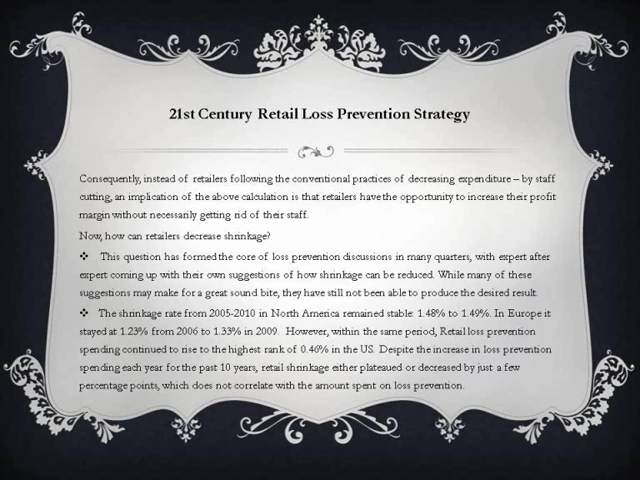 21st Century Retail Loss Prevention Strategy
Consequently, instead of retailers following the conventional practices of decreasing expenditure – by staff
cutting, an implication of the above calculation is that retailers have the opportunity to increase their profit
margin without necessarily getting rid of their staff.
Now, how can retailers decrease shrinkage?
❖ This question has formed the core of loss prevention discussions in many quarters, with expert after
expert coming up with their own suggestions of how shrinkage can be reduced. While many of these
suggestions may make for a great sound bite, they have still not been able to produce the desired result.
❖ The shrinkage rate from 2005-2010 in North America remained stable: 1.48% to 1.49%. In Europe it
stayed at 1.23% from 2006 to 1.33% in 2009. However, within the same period, Retail loss prevention
spending continued to rise to the highest rank of 0.46% in the US. Despite the increase in loss prevention
spending each year for the past 10 years, retail shrinkage either plateaued or decreased by just a few
percentage points, which does not correlate with the amount spent on loss prevention.